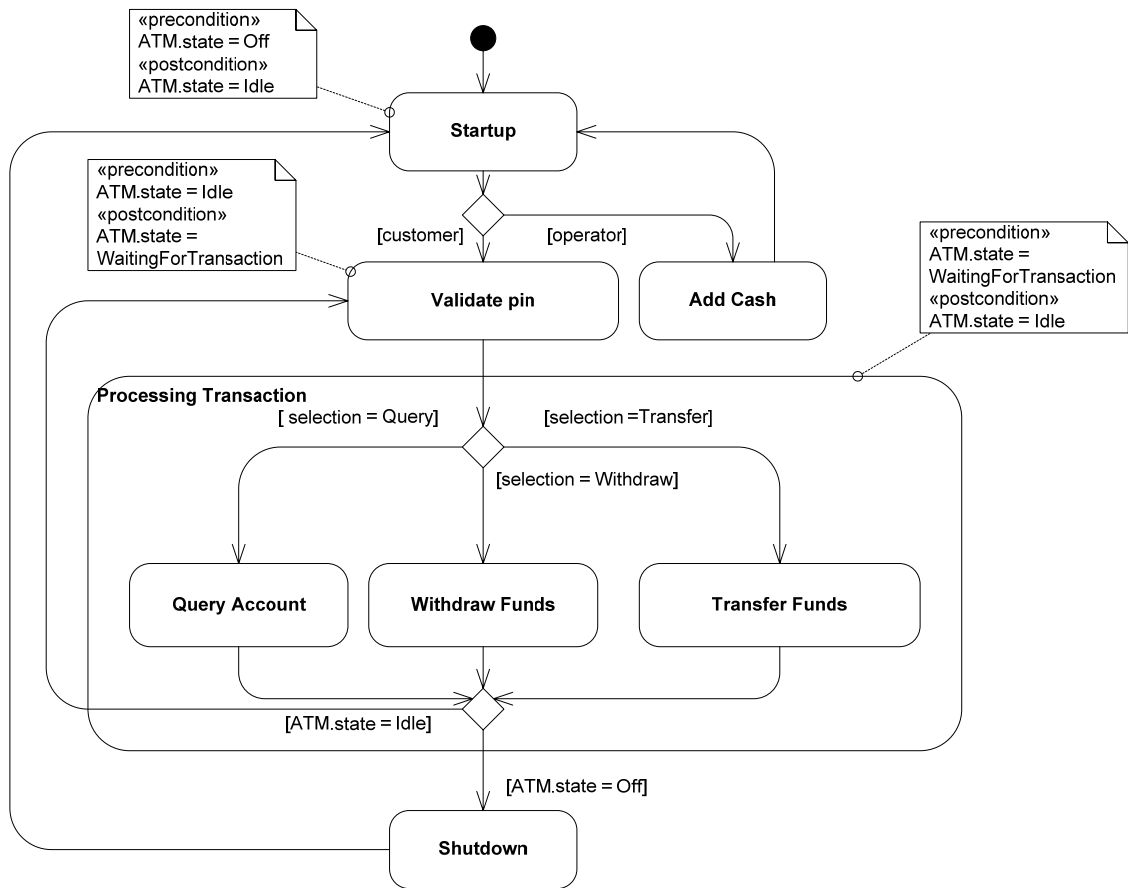 «precondition»
ATM.state = Off
«postcondition»
ATM.state = Idle
Startup
«precondition»
ATM.state = Idle
«postcondition»
ATM.state =
WaitingForTransaction
[customer]
[operator]
«precondition»
ATM.state =
WaitingForTransaction
«postcondition»
ATM.state = Idle
Validate pin
Add Cash
Processing Transaction
[ selection = Query]
[selection =Transfer]
[selection = Withdraw]
Query Account
Withdraw Funds
Transfer Funds
[ATM.state = Idle]
[ATM.state = Off]
Shutdown